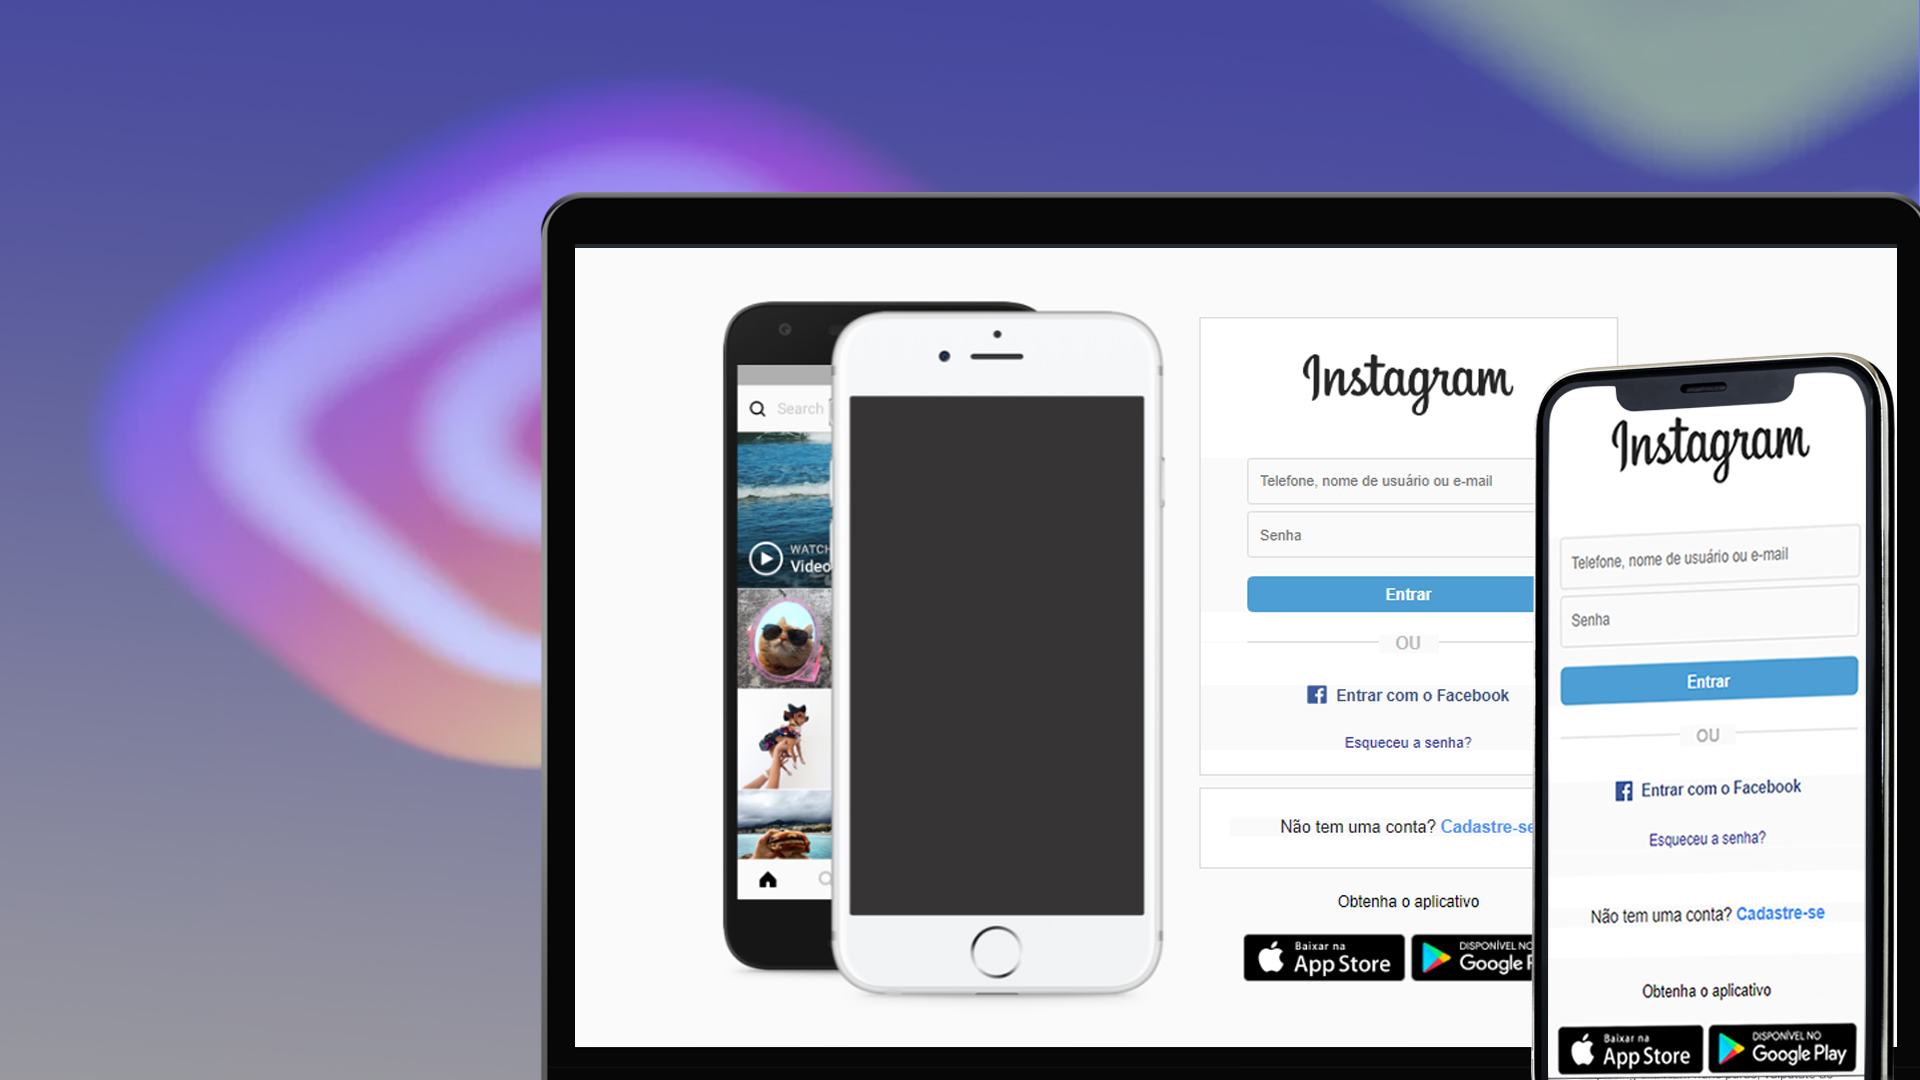 Search
WATCH
Video
Instagram
Telefone, nome de usuário ou e-mail
Senha
Entrar
OU
Entrar com o Facebook
Esqueceu a senha?
Não tem uma conta? Cadastre-se
Obtenha o aplicativo
Baixar na
App Store
DISPONÍVEL NO
Google
Instagram
Telefone, nome de usuário ou e-mail
Senha
Entrar
OU
Entrar com o Facebook
Esqueceu a senha?
Não tem uma conta? Cadastre-se
Obtenha o aplicativo
Baixar na
App Store
DISPONÍVEL NO
Google Play